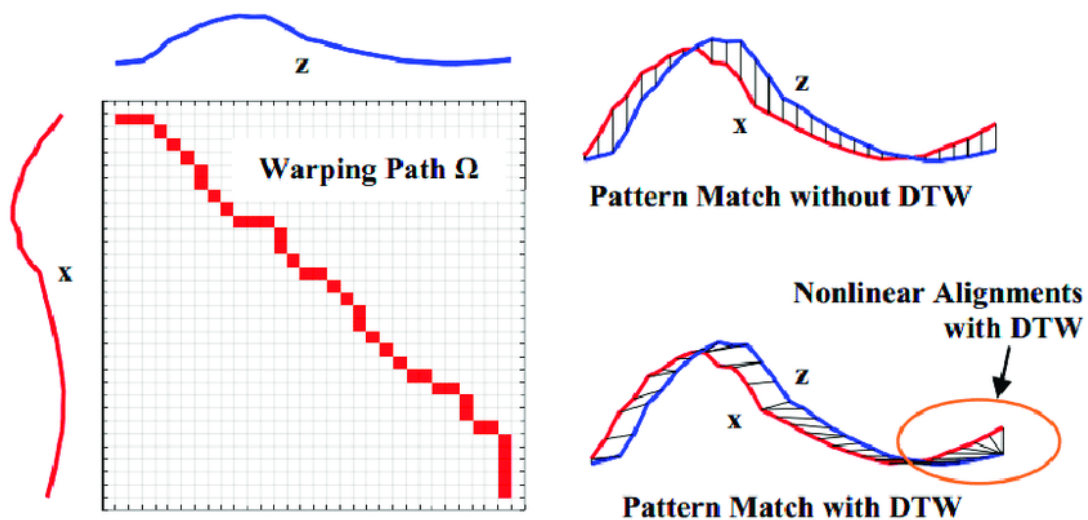 z
x
Warping Path Ω
z
x
Pattern Match without DTW
Nonlinear Alignments
with DTW
z
x
Pattern Match with DTW